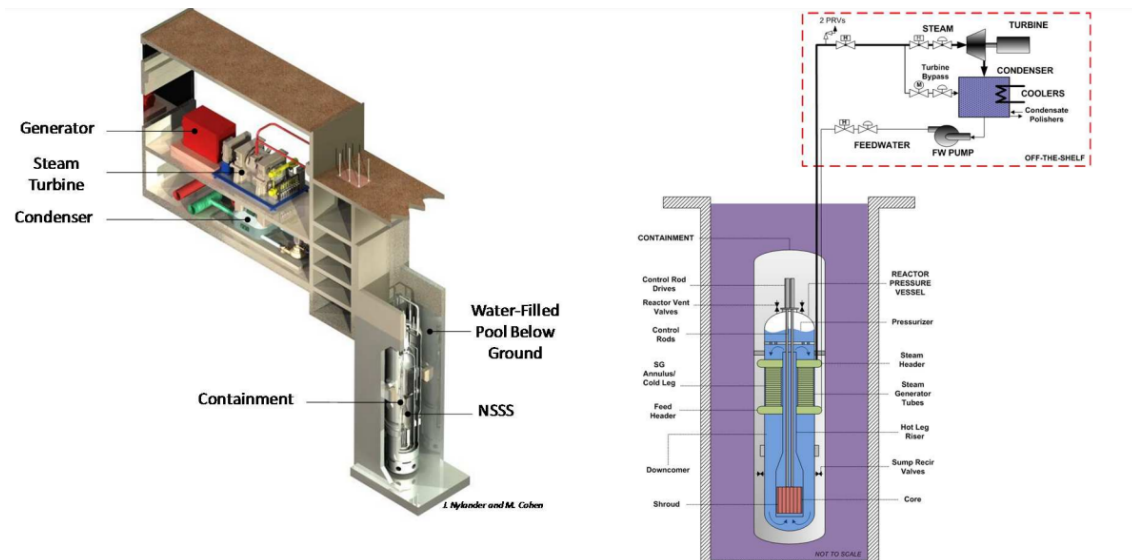 Generator
Steam
Turbine
Condenser
Water-Filled
Pool Below
Ground
Containment
NSSS
J. Nylander and M. Cohen
2 PRVs
STEAM
TURBINE
H
H
Turbine
Bypass
M
CONDENSER
COOLERS
Condensate
Polishers
H
FEEDWATER
FW PUMP
OFF-THE-SHELF
CONTAINMENT
Control Rod
Drives
Reactor Vent
Valves
Control
Rods
SG
Annulus/
Cold Leg
Feed
Header
Downcomer
Shroud
REACTOR
PRESSURE
VESSEL
Pressurizer
Steam
Header
Steam
Generator
Tubes
Hot Leg
Riser
Sump Recir
Valves
Core
NOT TO SCALE